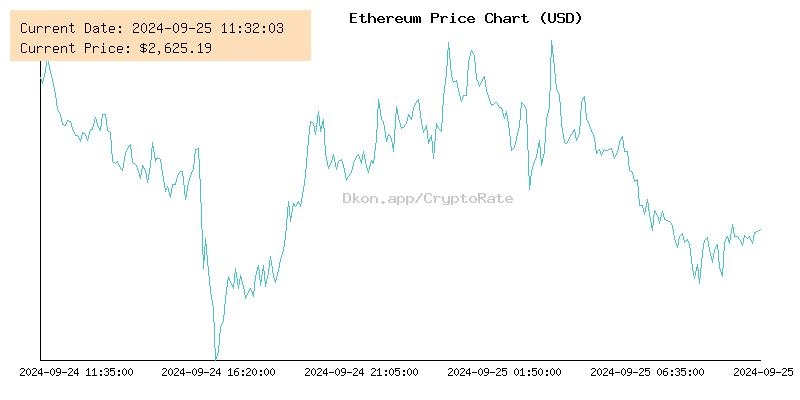 Ethereum Price Chart (USD)
Current Date: 2024-09-25 11:32:03
Current Price: $2,625.19
Dkon.app/CryptoRate
2024-09-24 11:35:00 2024-09-24 16:20:00 2024-09-24 21:05:00 2024-09-25 01:50:00 2024-09-25 06:35:00 2024-09-25